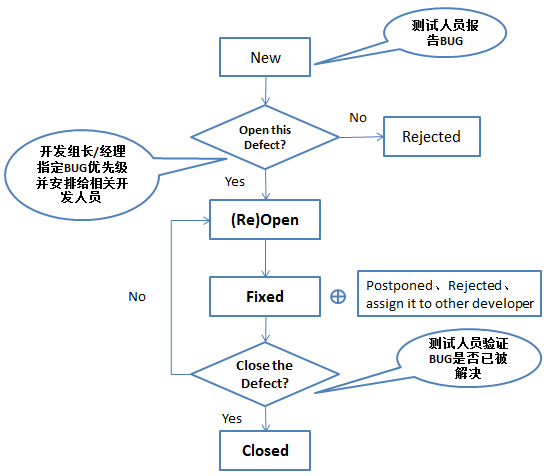 测试人员报
告BUG
New
No
Open this
Defect?
Rejected
开发组长/经理
指定BUG优先级
并安排给相关开
发人员
Yes
(Re)Open
No
Fixed
Postponed、Rejected、
assign it to other developer
测试人员验证
BUG是否已被
解决
Close the
Defect?
Yes
Closed